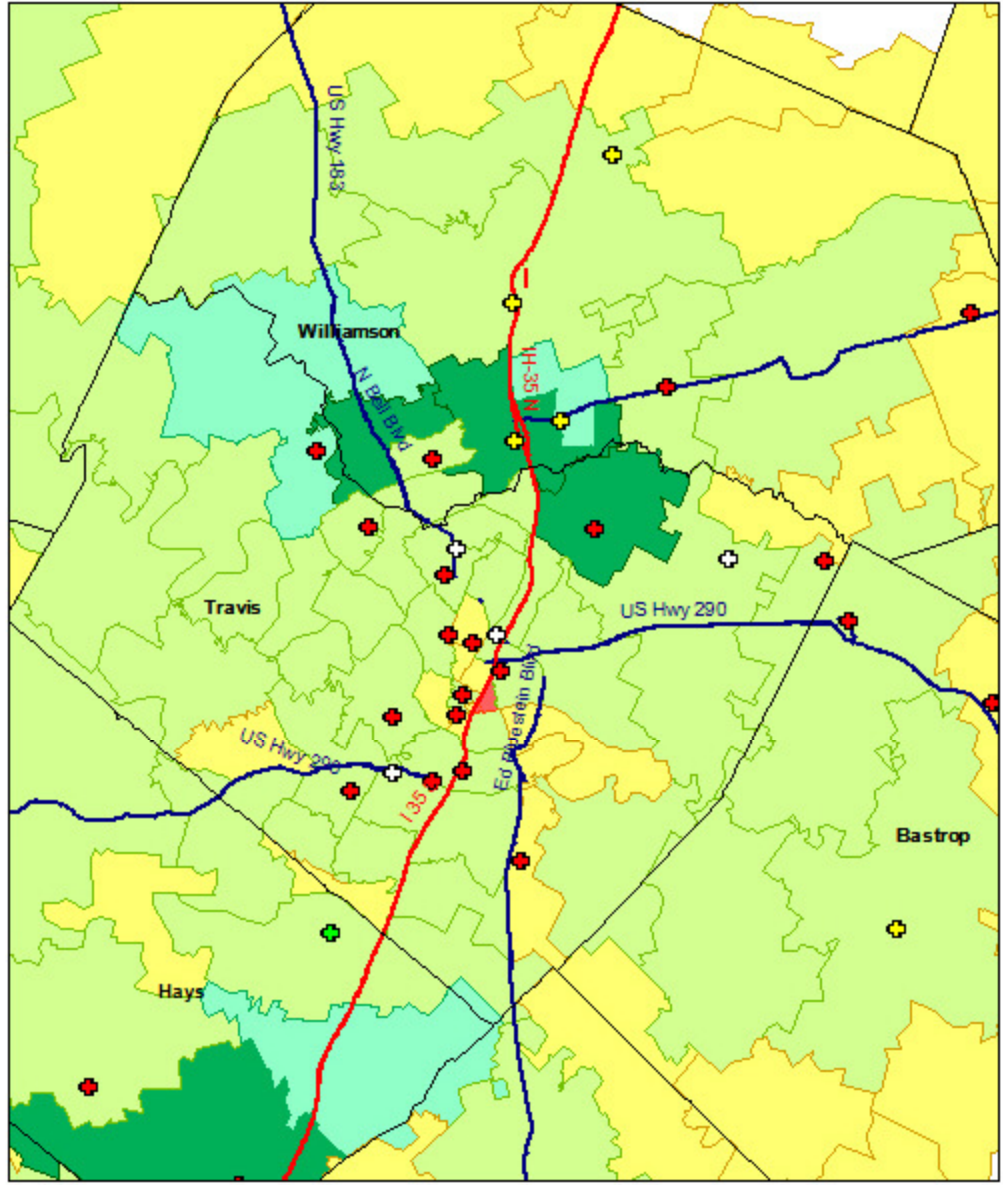 US Hwy 183
Williamson
IH-35 N
N Bell Blvd
Travis
US Hwy 290
Ed Bluestein Blvd
US Hwy 290
I 35
Bastrop
Hays